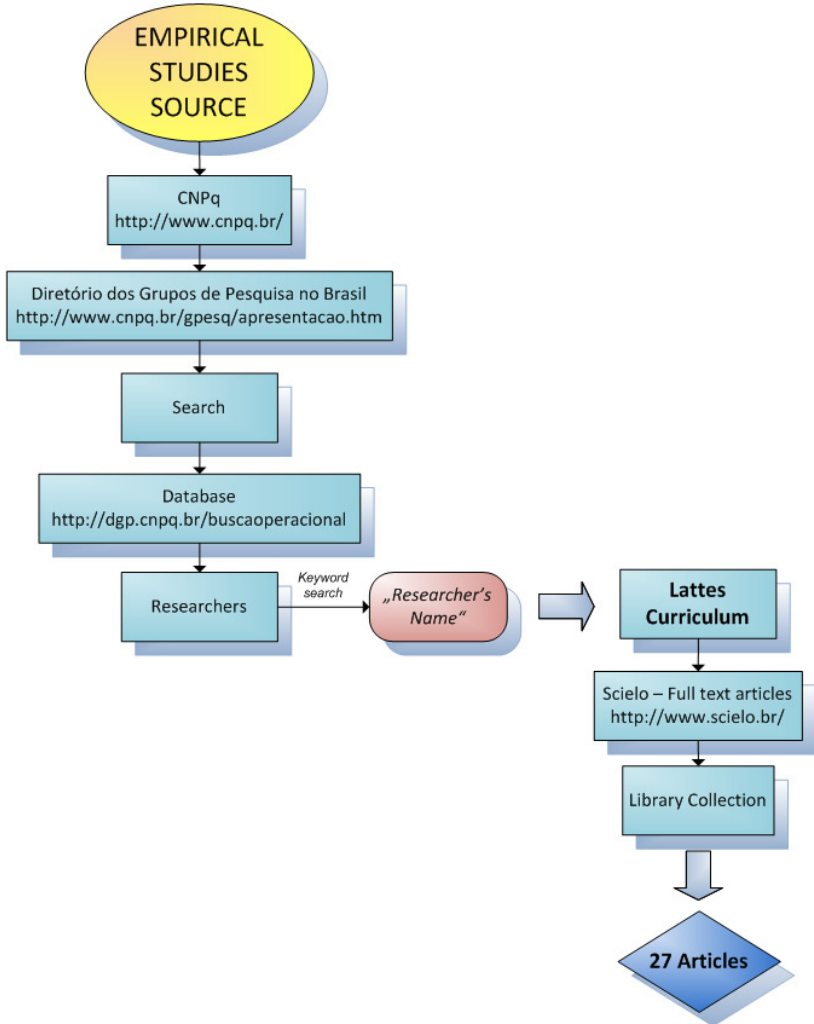 EMPIRICAL
STUDIES
SOURCE
CNPq
http://www.cnpq.br/
Diretório dos Grupos de Pesquisa no Brasil
http://www.cnpq.br/gpesq/apresentacao.htm
Search
Database
http://dgp.cnpq.br/buscaoperacional
Researchers
Keyword
search
„Researcher's
Name“
Lattes
Curriculum
Scielo – Full text articles
http://www.scielo.br/
Library Collection
27 Articles